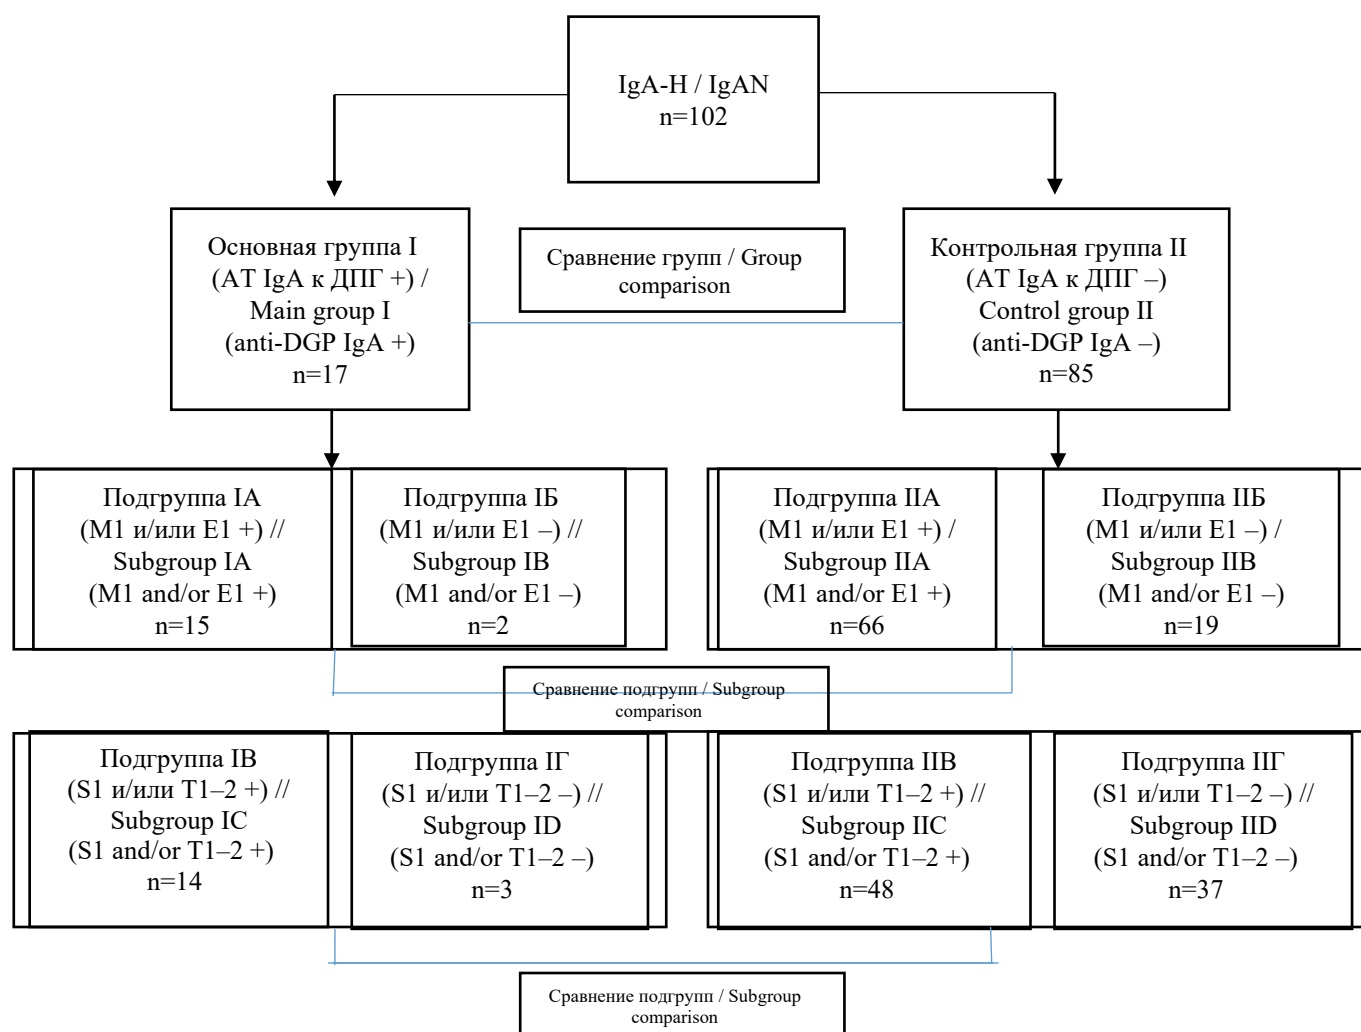 IgA-Н / IgAN
n=102
Основная группа I
(АТ IgA к ДПГ +) /
Main group I
(anti-DGP IgA +)
n=17
Сравнение групп / Group
comparison
Контрольная группа II
(АТ IgA к ДПГ –)
Control group II
(anti-DGP IgA –)
n=85
Подгруппа IА
(M1 и/или E1 +) //
Subgroup IA
(M1 and/or E1 +)
n=15
Подгруппа IБ
(M1 и/или E1 –) //
Subgroup IB
(M1 and/or E1 –)
n=2
Подгруппа IIА
(M1 и/или E1 +) /
Subgroup IIA
(M1 and/or E1 +)
n=66
Подгруппа IIБ
(M1 и/или E1 –) /
Subgroup IIB
(M1 and/or E1 –)
n=19
Сравнение подгрупп / Subgroup
comparison
Подгруппа IВ
(S1 и/или T1–2 +) //
Subgroup IC
(S1 and/or T1–2 +)
n=14
Подгруппа IГ
(S1 и/или T1–2 –) //
Subgroup ID
(S1 and/or T1–2 –)
n=3
Подгруппа IIВ
(S1 и/или T1–2 +) //
Subgroup IIC
(S1 and/or T1–2 +)
n=48
Подгруппа IIГ
(S1 и/или T1–2 –) //
Subgroup IID
(S1 and/or T1–2 –)
n=37
Сравнение подгрупп / Subgroup
comparison